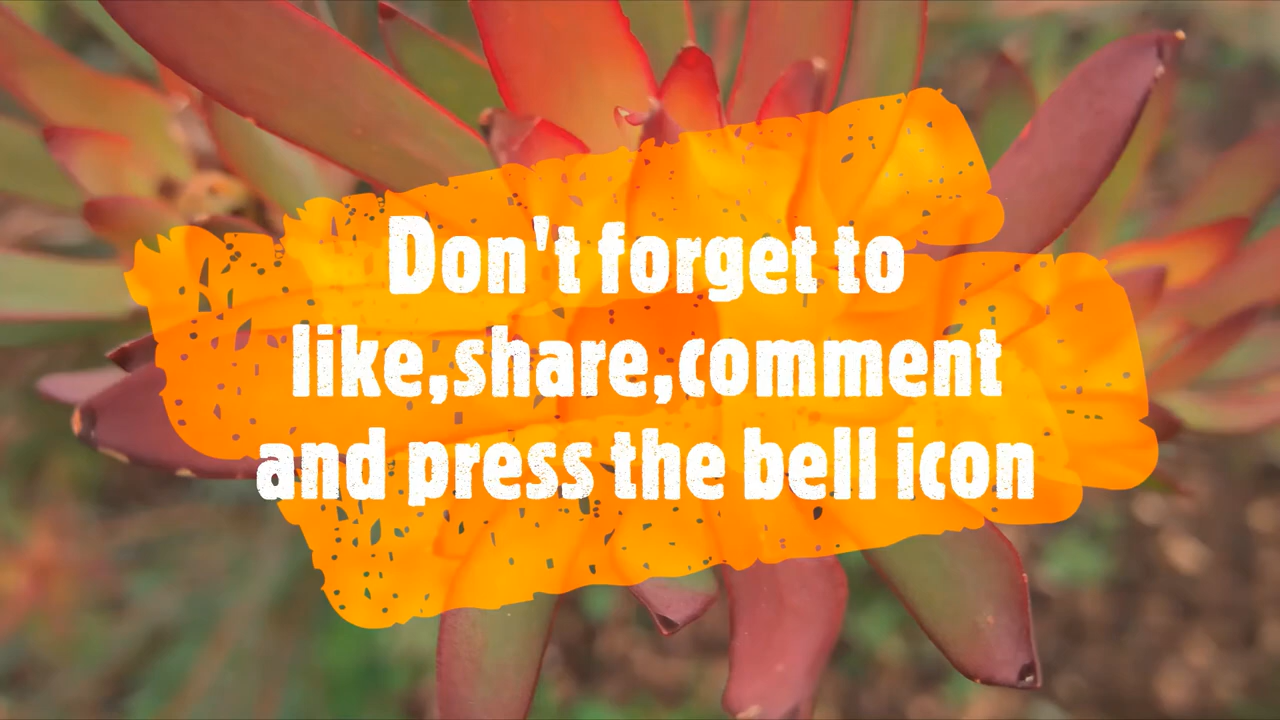 Don't forget to
like,share,comment
and press the bell icon